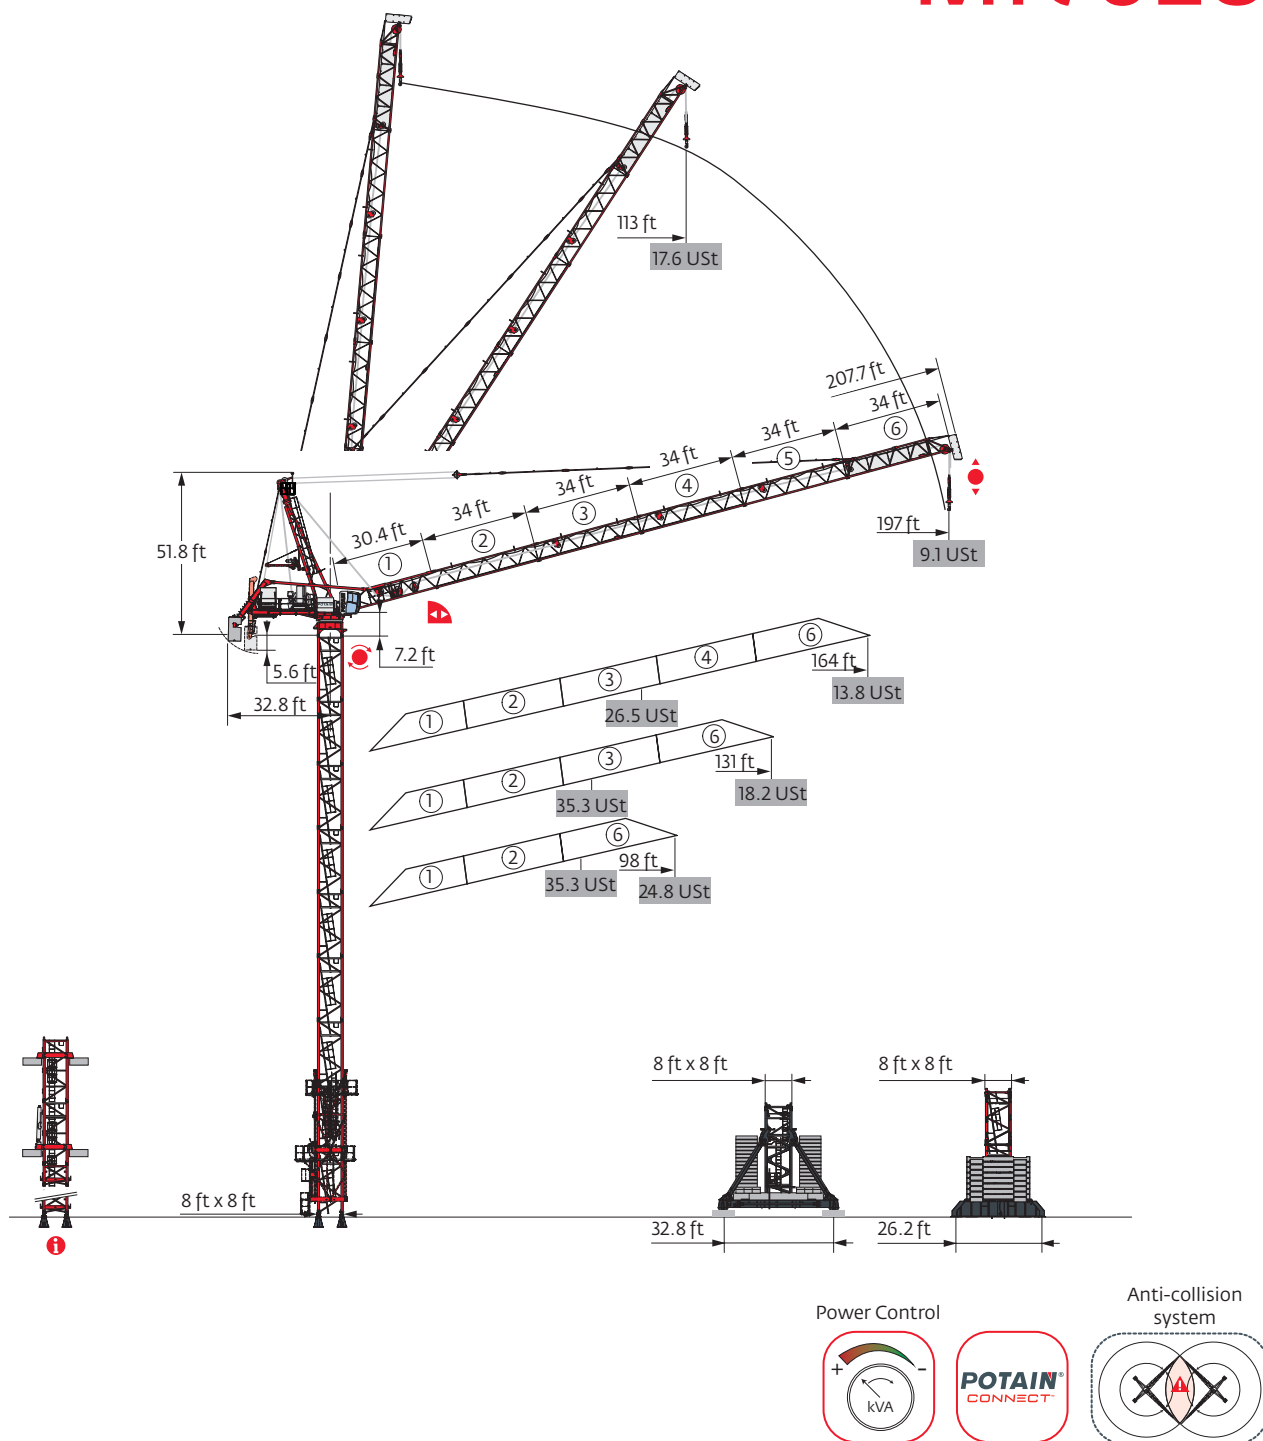 113 ft
17.6 USt
207.7 ft
34 ft
6
34 ft
5
34 ft
4
34 ft
3
34 ft
2
30.4 ft
1
51.8 ft
197 ft
9.1 USt
7.2 ft
5.6 ft
32.8 ft
1
2
3
4
6
164 ft
13.8 USt
26.5 USt
1
2
3
6
131 ft
18.2 USt
35.3 USt
1
2
6
98 ft
35.3 USt
24.8 USt
8 ft x 8 ft
i
8 ft x 8 ft
32.8 ft
8 ft x 8 ft
26.2 ft
Power Control
+ -
kVA
POTAIN®
CONNECT™
Anti-collision
system